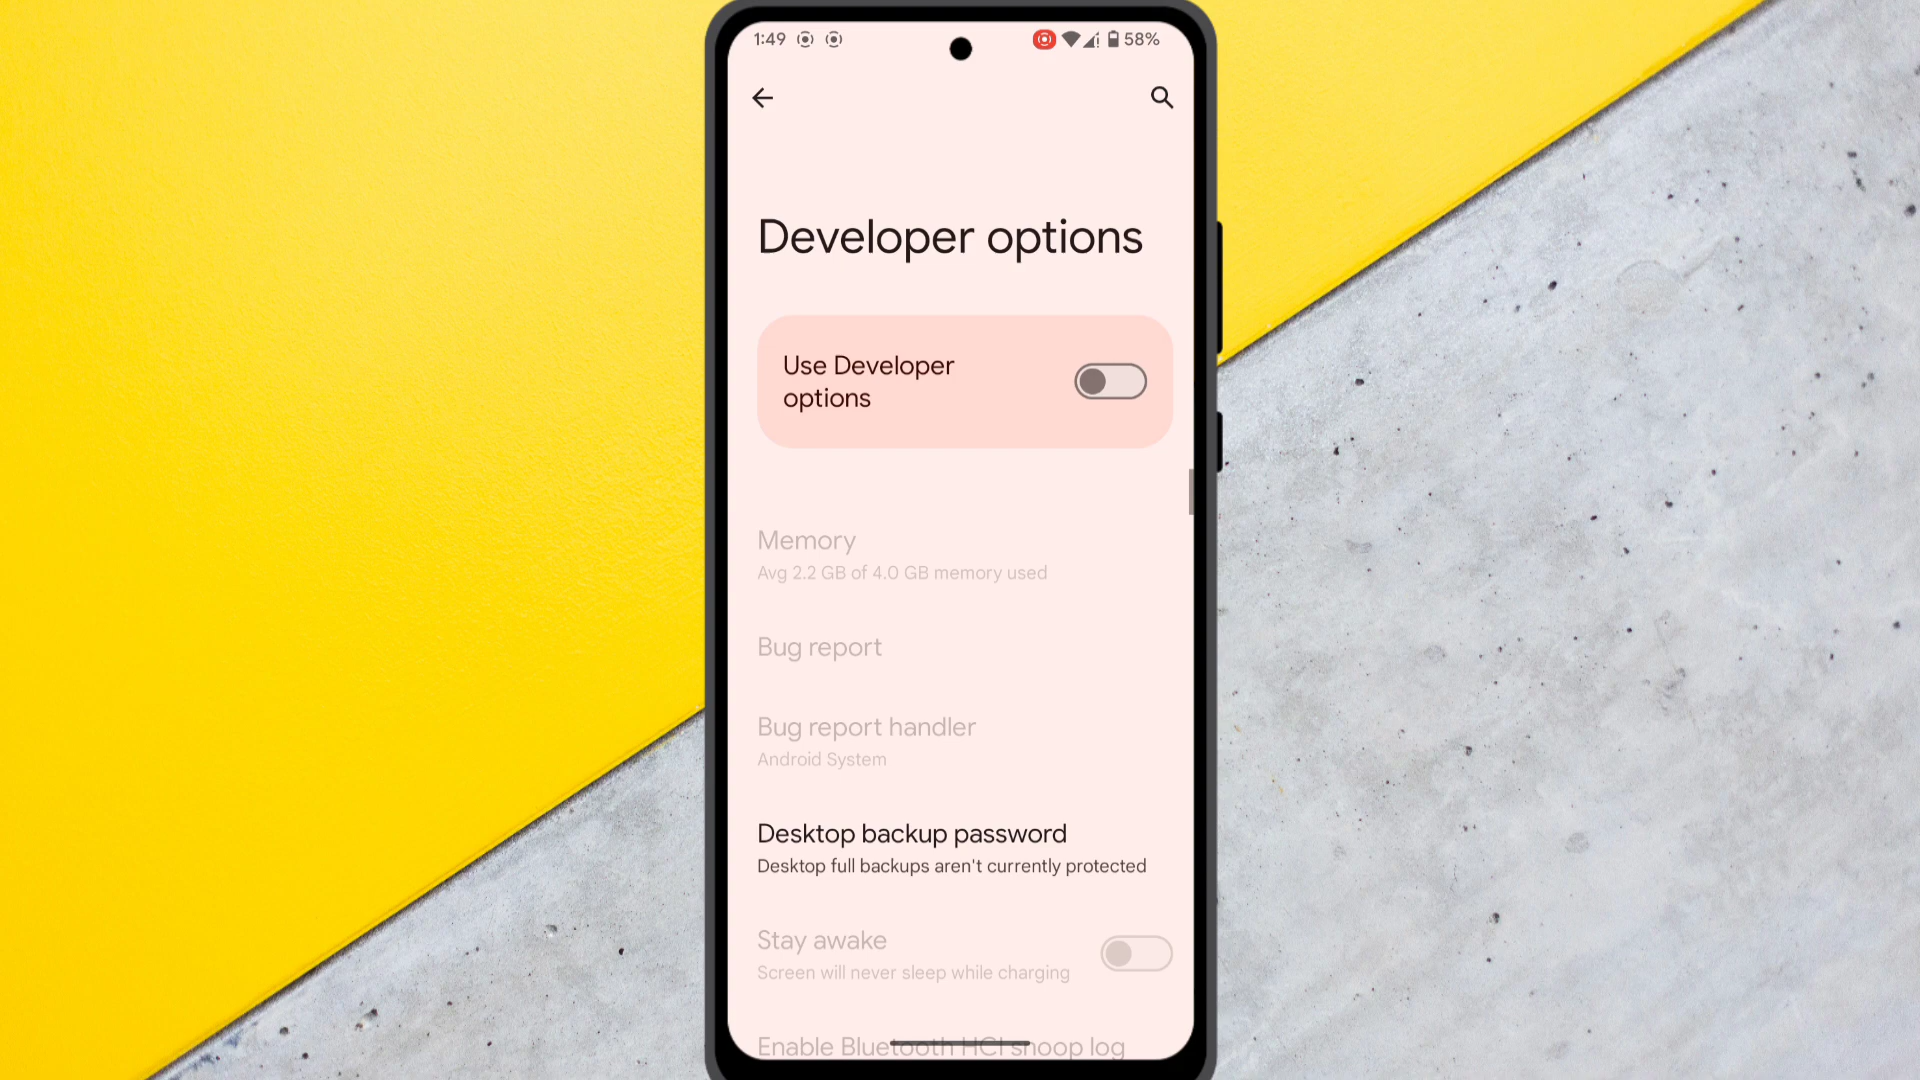 1:49 58%
Developer options
Use Developer
options
Memory
Avg 2.2 GB of 4.0 GB memory used
Bug report
Bug report handler
Android System
Desktop backup password
Desktop full backups aren't currently protected
Stay awake
Screen will never sleep while charging
Enable Bluetooth HCI snoop log